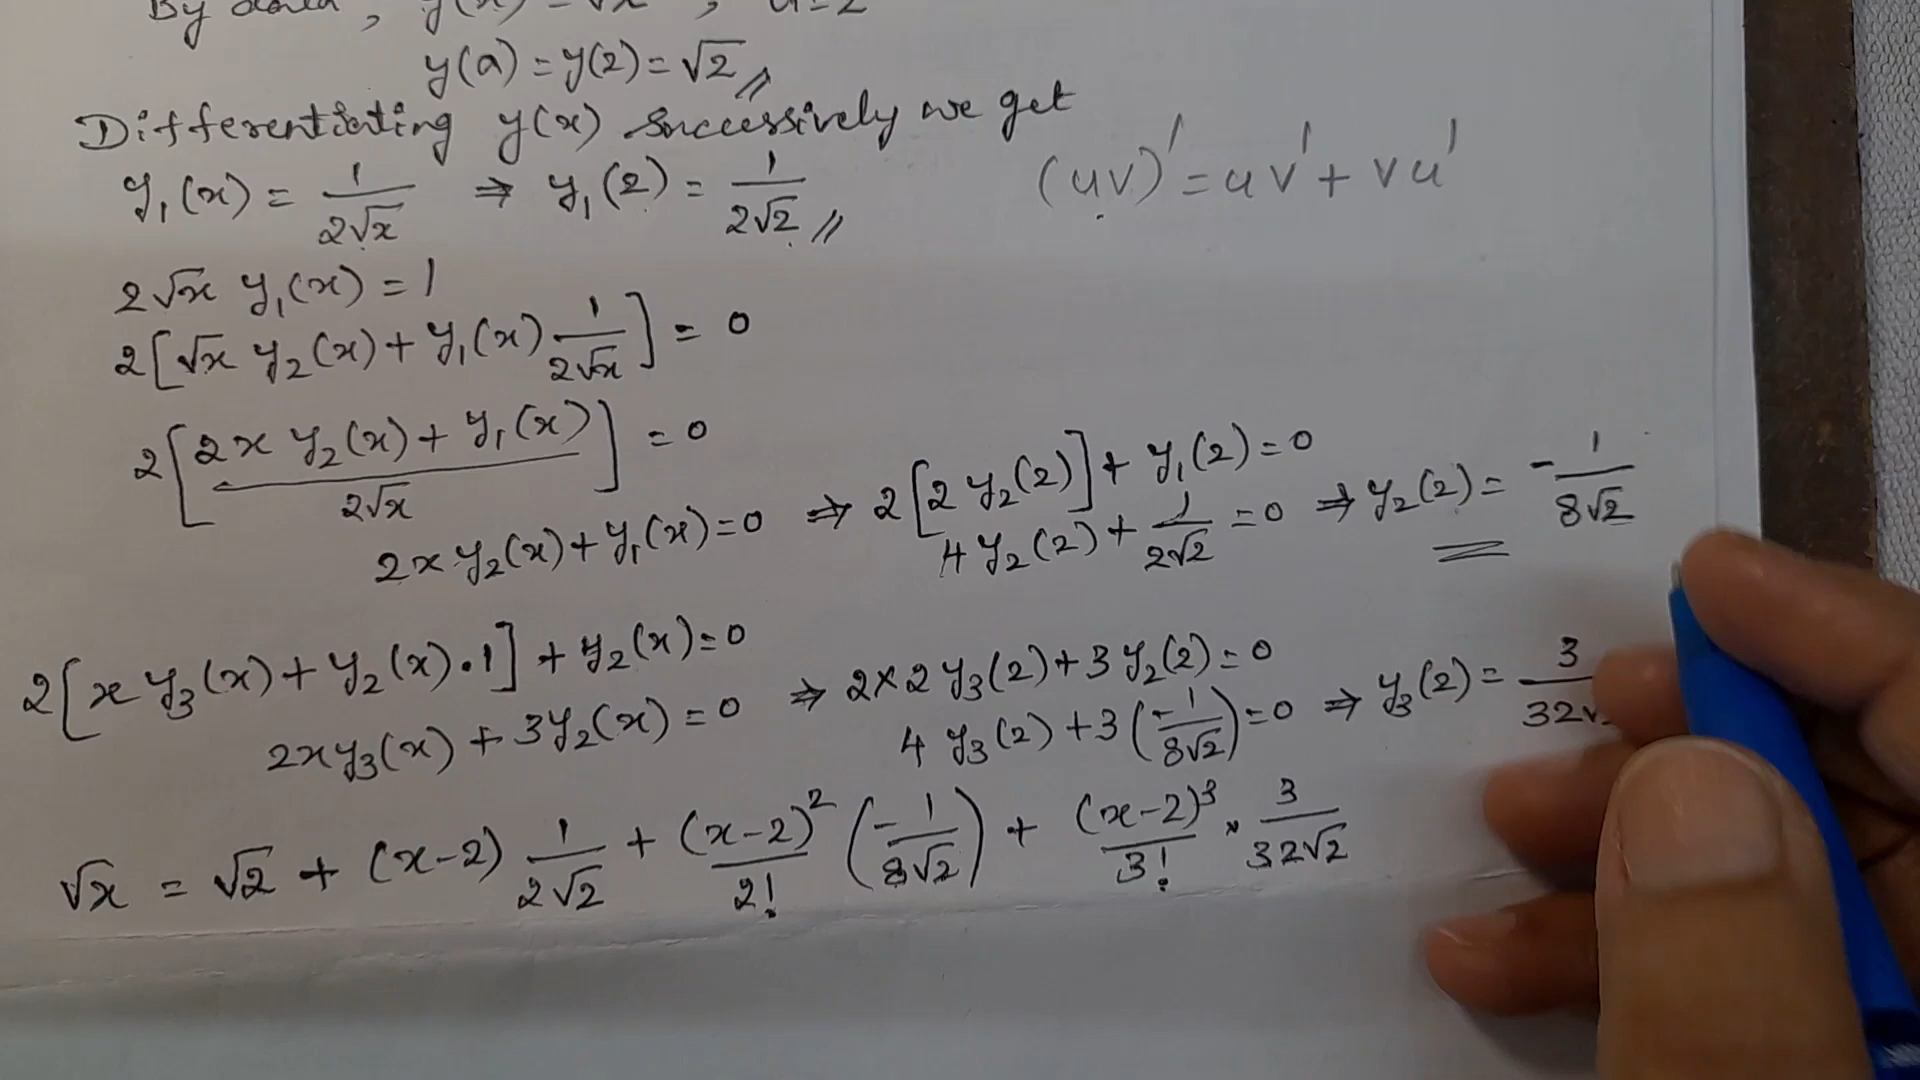 By data, y(x) = √x, a=2
y(a) = y(2) = √2 //
Differentiating y(x) successively we get
y₁(x) = 1/(2√x) ⇒ y₁(2) = 1/(2√2) //
(uv)' = uv' + vu'
2√x y₁(x) = 1
2[√x y₂(x) + y₁(x) 1/(2√x)] = 0
2[(2x y₂(x) + y₁(x))/(2√x)] = 0
2x y₂(x) + y₁(x) = 0 ⇒ 2[2 y₂(2)] + y₁(2) = 0
4 y₂(2) + 1/(2√2) = 0 ⇒ y₂(2) = -1/(8√2)
2[x y₃(x) + y₂(x)·1] + y₂(x) = 0
2x y₃(x) + 3y₂(x) = 0 ⇒ 2×2 y₃(2) + 3 y₂(2) = 0
4 y₃(2) + 3(-1/(8√2)) = 0 ⇒ y₃(2) = 3/(32√
√x = √2 + (x-2) 1/(2√2) + (x-2)²/2! (-1/(8√2)) + (x-2)³/3! × 3/(32√2)